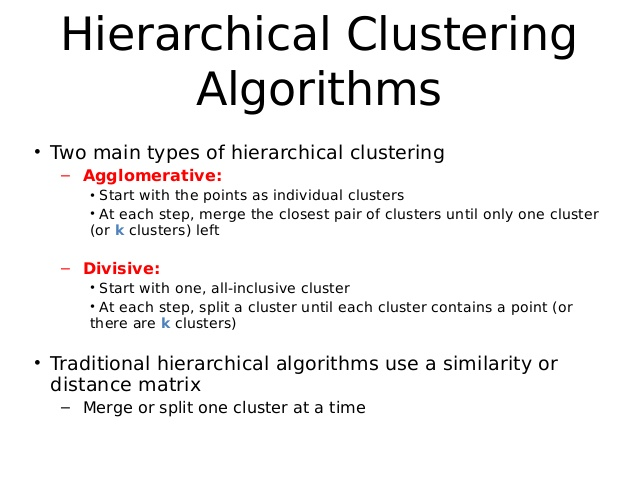 Hierarchical Clustering
Algorithms
• Two main types of hierarchical clustering
– Agglomerative:
• Start with the points as individual clusters
• At each step, merge the closest pair of clusters until only one cluster
(or k clusters) left
– Divisive:
• Start with one, all-inclusive cluster
• At each step, split a cluster until each cluster contains a point (or
there are k clusters)
• Traditional hierarchical algorithms use a similarity or
distance matrix
– Merge or split one cluster at a time